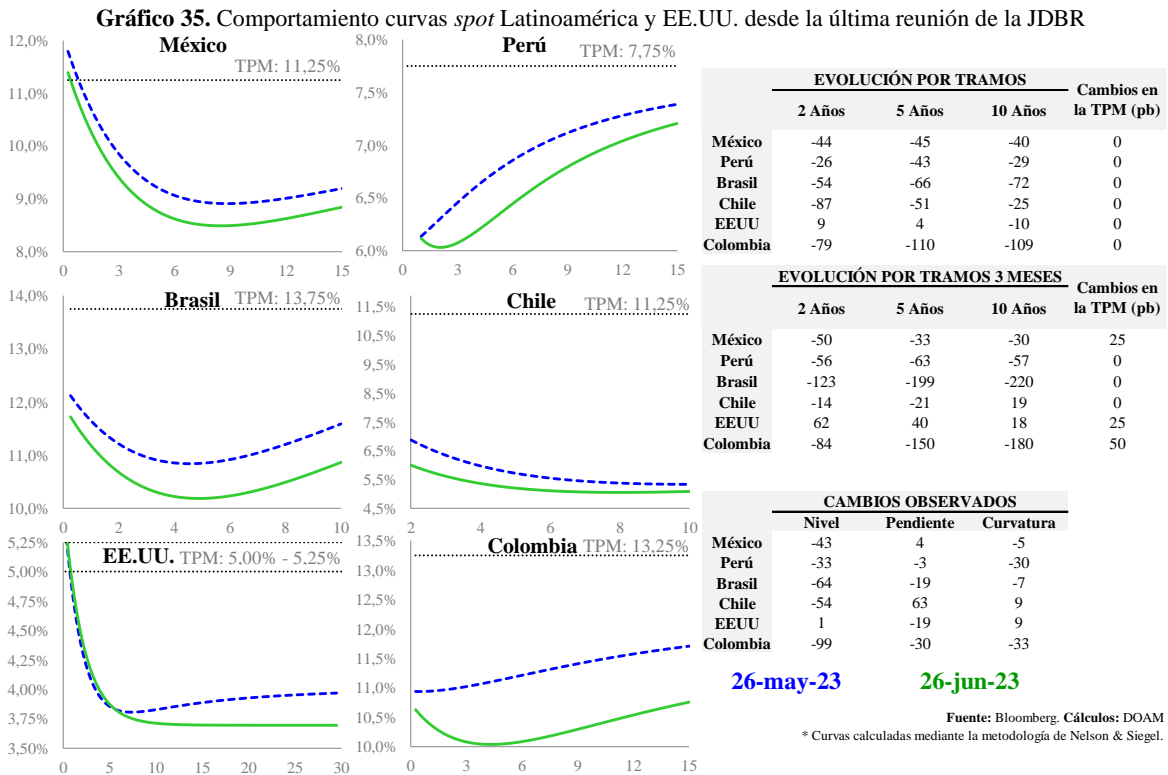 Gráfico 35. Comportamiento curvas spot Latinoamérica y EE.UU. desde la última reunión de la JDBR
México
TPM: 11,25%
12,0%
11,0%
10,0%
9,0%
8,0%
0 3 6 9 12 15
Perú
TPM: 7,75%
8,0%
7,5%
7,0%
6,5%
6,0%
0 3 6 9 12 15
Brasil TPM: 13,75%
14,0%
13,0%
12,0%
11,0%
10,0%
0 2 4 6 8 10
Chile
TPM: 11,25%
11,5%
10,5%
9,5%
8,5%
7,5%
6,5%
5,5%
4,5%
2 4 6 8 10
EE.UU. TPM: 5,00% - 5,25%
5,25%
5,00%
4,75%
4,50%
4,25%
4,00%
3,75%
3,50%
0 5 10 15 20 25 30
Colombia TPM: 13,25%
13,5%
13,0%
12,5%
12,0%
11,5%
11,0%
10,5%
10,0%
0 3 6 9 12 15
EVOLUCIÓN POR TRAMOS
Cambios en la TPM (pb)
2 Años 5 Años 10 Años
México -44 -45 -40 0
Perú -26 -43 -29 0
Brasil -54 -66 -72 0
Chile -87 -51 -25 0
EEUU 9 4 -10 0
Colombia -79 -110 -109 0
EVOLUCIÓN POR TRAMOS 3 MESES
Cambios en la TPM (pb)
2 Años 5 Años 10 Años
México -50 -33 -30 25
Perú -56 -63 -57 0
Brasil -123 -199 -220 0
Chile -14 -21 19 0
EEUU 62 40 18 25
Colombia -84 -150 -180 50
CAMBIOS OBSERVADOS
Nivel Pendiente Curvatura
México -43 4 -5
Perú -33 -3 -30
Brasil -64 -19 -7
Chile -54 63 9
EEUU 1 -19 9
Colombia -99 -30 -33
26-may-23 26-jun-23
Fuente: Bloomberg. Cálculos: DOAM
* Curvas calculadas mediante la metodología de Nelson & Siegel.